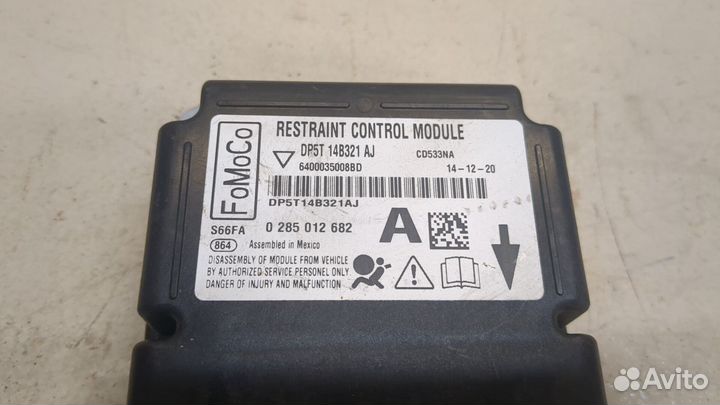 FoMoCo
RESTRAINT CONTROL MODULE
DP5T 14B321 AJ
CD533NA
6400035008BD
14-12-20
DP5T14B321AJ
S66FA
0 285 012 682
A
864
Assembled in Mexico
DISASSEMBLY OF MODULE FROM VEHICLE
BY AUTHORIZED SERVICE PERSONEL ONLY
DANGER OF INJURY AND MALFUNCTION
Avito